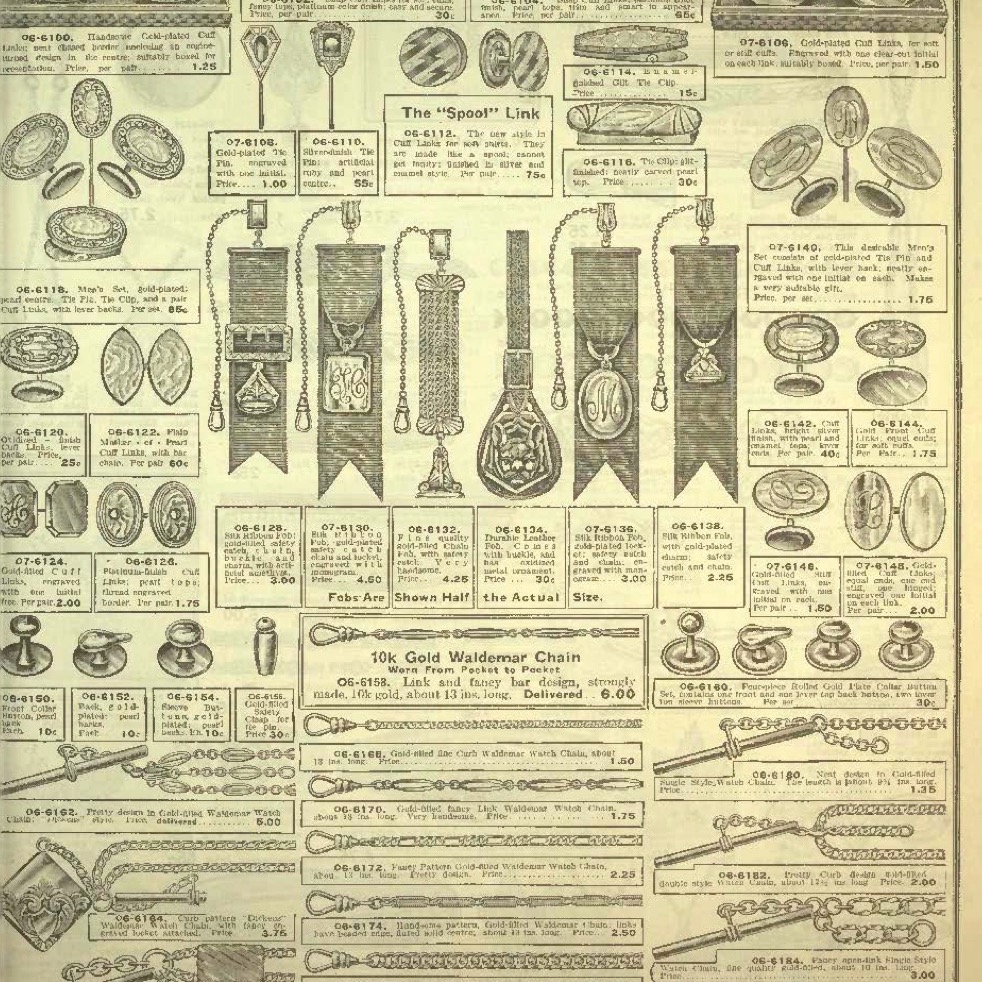 fancy tops, platinum color finish; easy and secure.
Price, per pair 30c
finish, pearl tops, trim and smart in appear-
ance. Price, per pair 65c
06-6100. Handsome Gold-plated Cuff
Links; neat chased border enclosing an engine-
turned design in the centre; suitably boxed for
presentation. Price, per pair 1.25
07-6106. Gold-plated Cuff Links, for soft
or stiff cuffs. Engraved with one clear-cut initial
on each link, suitably boxed. Price, per pair 1.50
06-6114. Enamel-
finished Gilt Tie Clip.
Price 15c
The "Spool" Link
06-6112. The new style in
Cuff Links for soft shirts. They
are made like a spool; cannot
get faulty; finished in silver and
enamel style. Per pair 75c
07-6108.
Gold-plated Tie
Pin, engraved
with one initial.
Price 1.00
06-6110.
Silver-finish Tie
Pin; artificial
ruby and pearl
centre. 55c
06-6116. Tie Clip; gilt-
finished; neatly carved pearl
top. Price 30c
07-6140. This desirable Men's
Set consists of gold-plated Tie Pin and
Cuff Links, with lever back; neatly en-
graved with one initial on each. Makes
a very suitable gift.
Price, per set 1.75
06-6118. Men's Set, gold-plated;
pearl centre. Tie Pin, Tie Clip, and a pair
Cuff Links, with lever backs. Per set. 85c
06-6120.
Oxidized-finish
Cuff Links, lever
backs. Price,
per pair 25c
06-6122. Plain
Mother-of-Pearl
Cuff Links, with bar
chain. Per pair 60c
06-6142. Cuff
Links, bright silver
finish, with pearl and
enamel tops; lever
ends. Per pair. 40c
06-6144.
Gold Front Cuff
Links; equal ends;
for soft cuffs.
Per Pair 1.75
07-6124.
Gold-filled Cuff
Links, engraved
with one initial
free. Per pair. 2.00
06-6126.
Platinum-finish Cuff
Links; pearl tops;
thread engraved
border. Per pair 1.75
06-6128.
Silk Ribbon Fob;
gold-filled safety
catch, chain,
buckle and
Price 3.00
07-6130.
Silk Ribbon
Fob, gold-plated
safety catch
chain and locket,
engraved with
monogram.
Price 4.50
06-6132.
Fine quality
gold-filled Chain
Fob, with safety
catch. Very
handsome.
Price 4.25
06-6134.
Durable Leather
Fob. Comes
with buckle, and
has oxidized
metal ornament.
Price 30c
07-6136.
Silk Ribbon Fob,
gold-plated lock-
et; safety catch
and chain, en-
graved with mon-
ogram 3.00
06-6138.
Silk Ribbon Fob,
with gold-plated
charm; safety
catch and chain.
Price 2.25
Fobs Are Shown Half the Actual Size.
07-6146.
Gold-filled Stiff
Cuff Links, en-
graved with one
initial on each.
Per pair 1.50
07-6148. Gold-
filled Cuff Links;
equal ends, one end
stiff, one hinged;
engraved one initial
on each link.
Per pair 2.00
10k Gold Waldemar Chain
Worn From Pocket to Pocket
06-6158. Link and fancy bar design, strongly
made, 10k gold, about 13 ins. long. Delivered 6.00
06-6160. Four-piece Rolled Gold Plate Collar Button
Set, contains one front and one lever top back button, two lever
top sleeve buttons. Per set 30c
06-6150.
Front Collar
Button, pearl
back
Each 10c
06-6152.
Back, gold-
plated; pearl
backs.
Each 10c
06-6154.
Sleeve But-
tons, gold-
plated; pearl
backs. Ea. 10c
06-6156.
Gold-filled
Safety
Clasp for
tie pin.
Price 30c
06-6168. Gold-filled fine Curb Waldemar Watch Chain, about
13 ins. long. Price 1.50
06-6180. Neat design in Gold-filled
Single Style Watch Chain. The length is about 9¾ ins. long.
Price 1.35
06-6162. Pretty design in Gold-filled Waldemar Watch
Chain; "Dickens" style. Price, delivered 5.00
06-6170. Gold-filled fancy Link Waldemar Watch Chain,
about 13 ins. long. Very handsome. Price 1.75
06-6172. Fancy Pattern Gold-filled Waldemar Watch Chain,
about 13 ins. long. Pretty design. Price 2.25
06-6182. Pretty Curb design gold-filled
double style Watch Chain, about 12½ ins. long. Price 2.00
06-6164. Curb pattern "Dickens"
Waldemar Watch Chain, with fancy en-
graved locket attached. Price 3.75
06-6174. Handsome pattern, Gold-filled Waldemar Chain; links
have beaded edge, fluted solid centre, about 13 ins. long. Price 2.50
06-6184. Fancy open-link Single Style
Watch Chain, fine quality gold-filled, about 10 ins. long.
Price 3.00